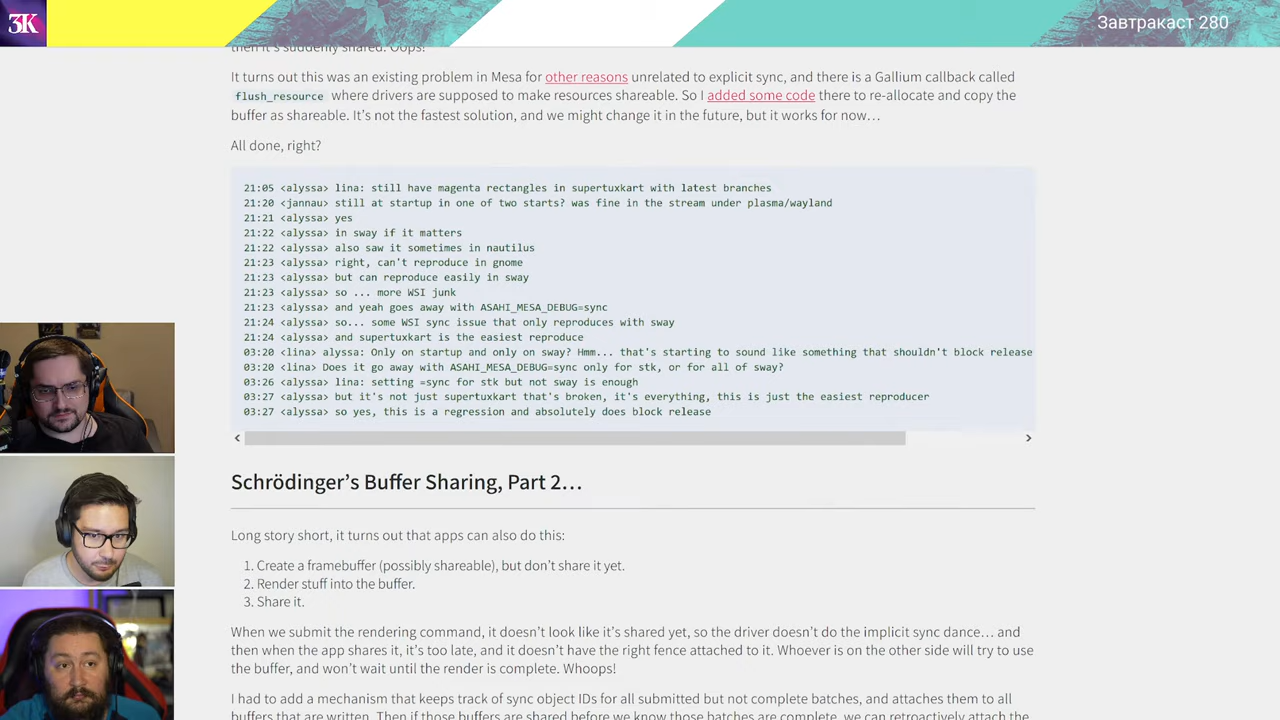 3K
Завтракаст 280
then it's suddenly shared. Oops!
It turns out this was an existing problem in Mesa for other reasons unrelated to explicit sync, and there is a Gallium callback called
flush_resource where drivers are supposed to make resources shareable. So I added some code there to re-allocate and copy the
buffer as shareable. It's not the fastest solution, and we might change it in the future, but it works for now…
All done, right?
21:05 <alyssa> lina: still have magenta rectangles in supertuxkart with latest branches
21:20 <jannau> still at startup in one of two starts? was fine in the stream under plasma/wayland
21:21 <alyssa> yes
21:22 <alyssa> in sway if it matters
21:22 <alyssa> also saw it sometimes in nautilus
21:23 <alyssa> right, can't reproduce in gnome
21:23 <alyssa> but can reproduce easily in sway
21:23 <alyssa> so ... more WSI junk
21:23 <alyssa> and yeah goes away with ASAHI_MESA_DEBUG=sync
21:24 <alyssa> so... some WSI sync issue that only reproduces with sway
21:24 <alyssa> and supertuxkart is the easiest reproduce
03:20 <lina> alyssa: Only on startup and only on sway? Hmm... that's starting to sound like something that shouldn't block release
03:20 <lina> Does it go away with ASAHI_MESA_DEBUG=sync only for stk, or for all of sway?
03:26 <alyssa> lina: setting =sync for stk but not sway is enough
03:27 <alyssa> but it's not just supertuxkart that's broken, it's everything, this is just the easiest reproducer
03:27 <alyssa> so yes, this is a regression and absolutely does block release
Schrödinger's Buffer Sharing, Part 2…
Long story short, it turns out that apps can also do this:
1. Create a framebuffer (possibly shareable), but don't share it yet.
2. Render stuff into the buffer.
3. Share it.
When we submit the rendering command, it doesn't look like it's shared yet, so the driver doesn't do the implicit sync dance… and
then when the app shares it, it's too late, and it doesn't have the right fence attached to it. Whoever is on the other side will try to use
the buffer, and won't wait until the render is complete. Whoops!
I had to add a mechanism that keeps track of sync object IDs for all submitted but not complete batches, and attaches them to all
buffers that are written. Then if those buffers are shared before we know those batches are complete, we can retroactively attach the